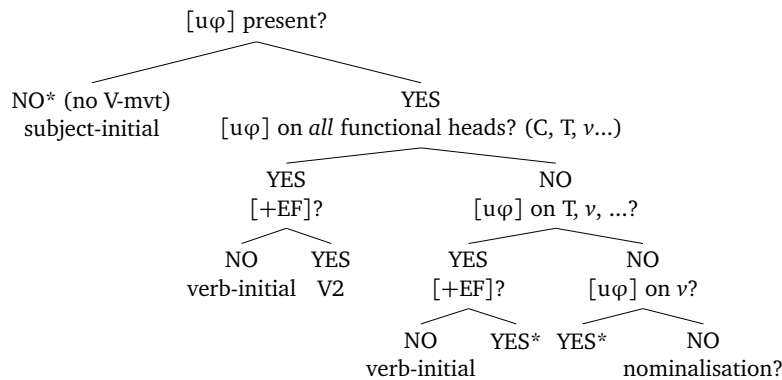 [uφ] present?
NO* (no V-mvt) YES
subject-initial [uφ] on all functional heads? (C, T, v...)
YES NO
[+EF]? [uφ] on T, v, ...?
NO YES YES NO
verb-initial V2 [+EF]? [uφ] on v?
NO YES* YES* NO
verb-initial nominalisation?